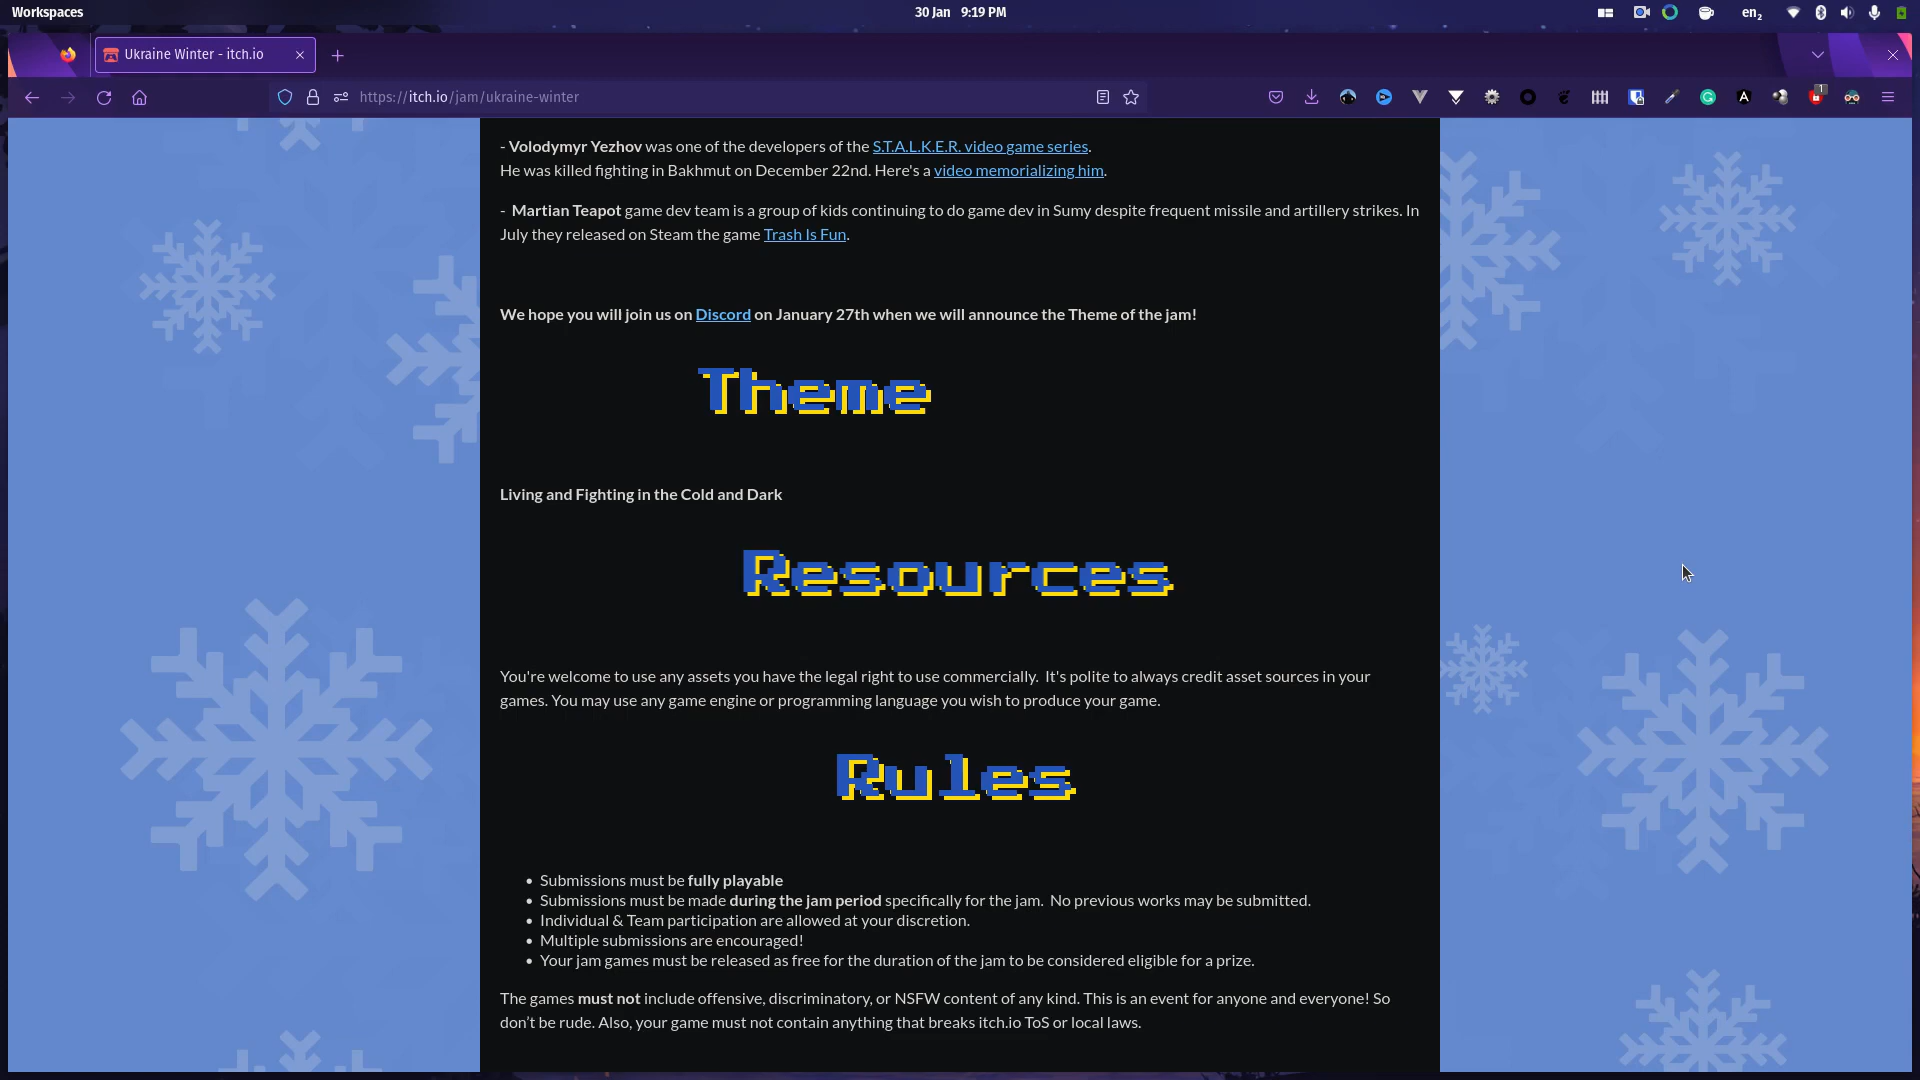 Workspaces
30 Jan 9:19 PM
en2
Ukraine Winter - itch.io
https://itch.io/jam/ukraine-winter
1
- Volodymyr Yezhov was one of the developers of the S.T.A.L.K.E.R. video game series.
He was killed fighting in Bakhmut on December 22nd. Here's a video memorializing him.
- Martian Teapot game dev team is a group of kids continuing to do game dev in Sumy despite frequent missile and artillery strikes. In
July they released on Steam the game Trash Is Fun.
We hope you will join us on Discord on January 27th when we will announce the Theme of the jam!
Theme
Living and Fighting in the Cold and Dark
Resources
You're welcome to use any assets you have the legal right to use commercially. It's polite to always credit asset sources in your
games. You may use any game engine or programming language you wish to produce your game.
Rules
• Submissions must be fully playable
• Submissions must be made during the jam period specifically for the jam. No previous works may be submitted.
• Individual & Team participation are allowed at your discretion.
• Multiple submissions are encouraged!
• Your jam games must be released as free for the duration of the jam to be considered eligible for a prize.
The games must not include offensive, discriminatory, or NSFW content of any kind. This is an event for anyone and everyone! So
don’t be rude. Also, your game must not contain anything that breaks itch.io ToS or local laws.